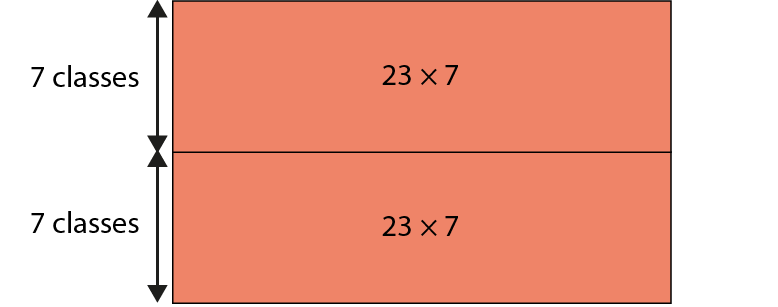 7 classes
23 × 7
7 classes
23 × 7